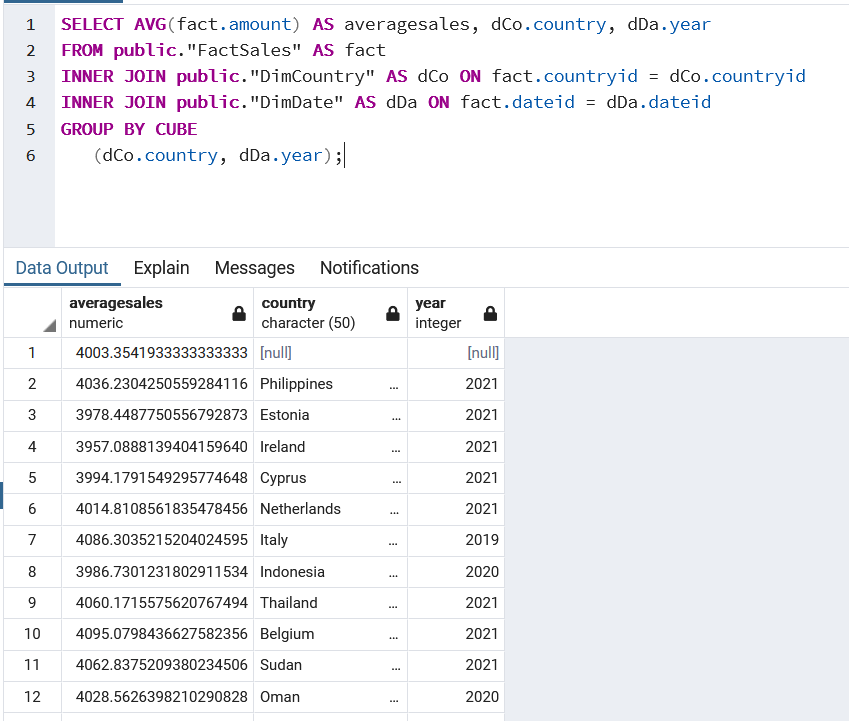 1 SELECT AVG(fact.amount) AS averagesales, dCo.country, dDa.year
2 FROM public."FactSales" AS fact
3 INNER JOIN public."DimCountry" AS dCo ON fact.countryid = dCo.countryid
4 INNER JOIN public."DimDate" AS dDa ON fact.dateid = dDa.dateid
5 GROUP BY CUBE
6 (dCo.country, dDa.year);
Data Output Explain Messages Notifications
averagesales country year
numeric character (50) integer
1 4003.3541933333333333 [null] [null]
2 4036.2304250559284116 Philippines ... 2021
3 3978.4487750556792873 Estonia ... 2021
4 3957.0888139404159640 Ireland ... 2021
5 3994.1791549295774648 Cyprus ... 2021
6 4014.8108561835478456 Netherlands ... 2021
7 4086.3035215204024595 Italy ... 2019
8 3986.7301231802911534 Indonesia ... 2020
9 4060.1715575620767494 Thailand ... 2021
10 4095.0798436627582356 Belgium ... 2021
11 4062.8375209380234506 Sudan ... 2021
12 4028.5626398210290828 Oman ... 2020